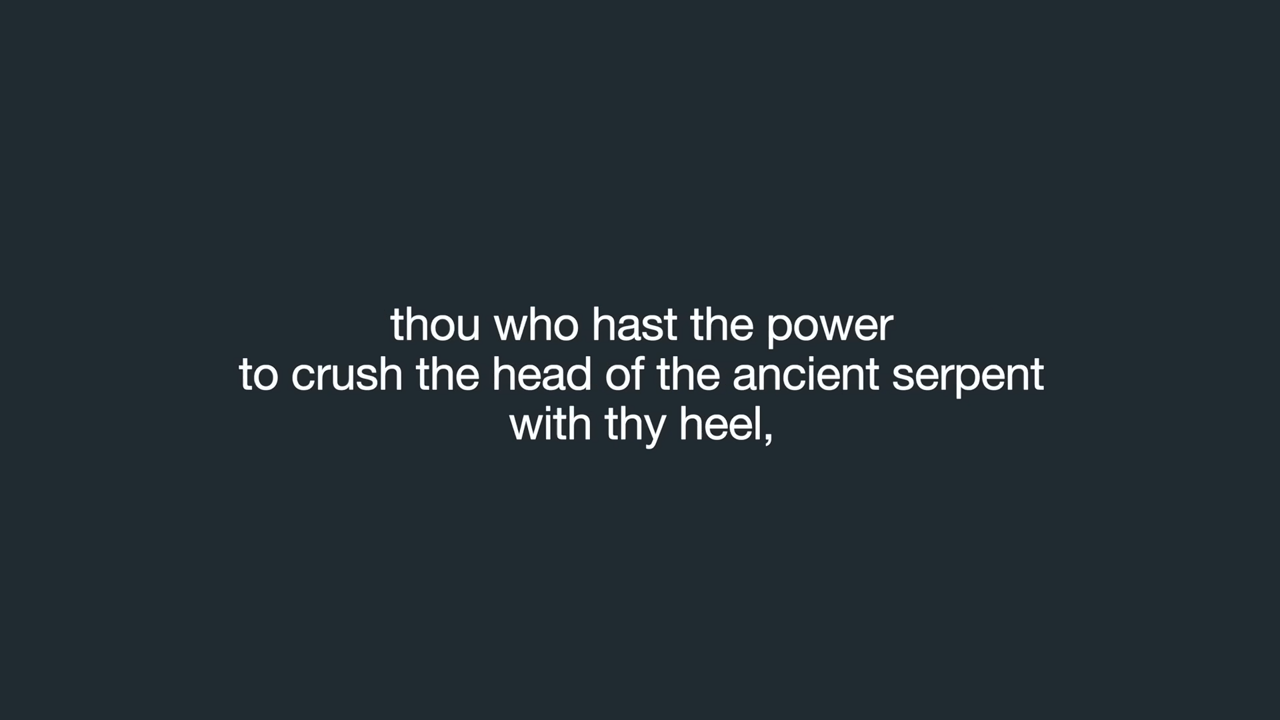 thou who hast the power
to crush the head of the ancient serpent
with thy heel,